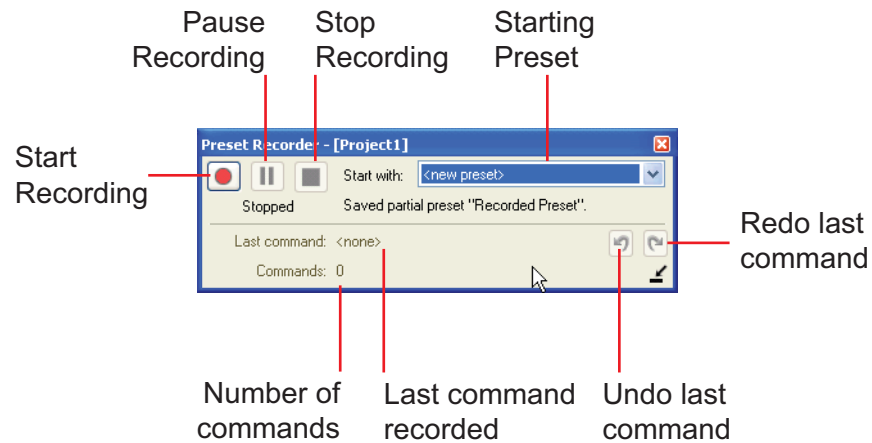 Pause
Recording
Stop
Recording
Starting
Preset
Start
Recording
Preset Recorder - [Project1]
Start with: <new preset>
Stopped
Saved partial preset "Recorded Preset".
Last command: <none>
Commands: 0
Redo last
command
Number of
commands
Last command
recorded
Undo last
command